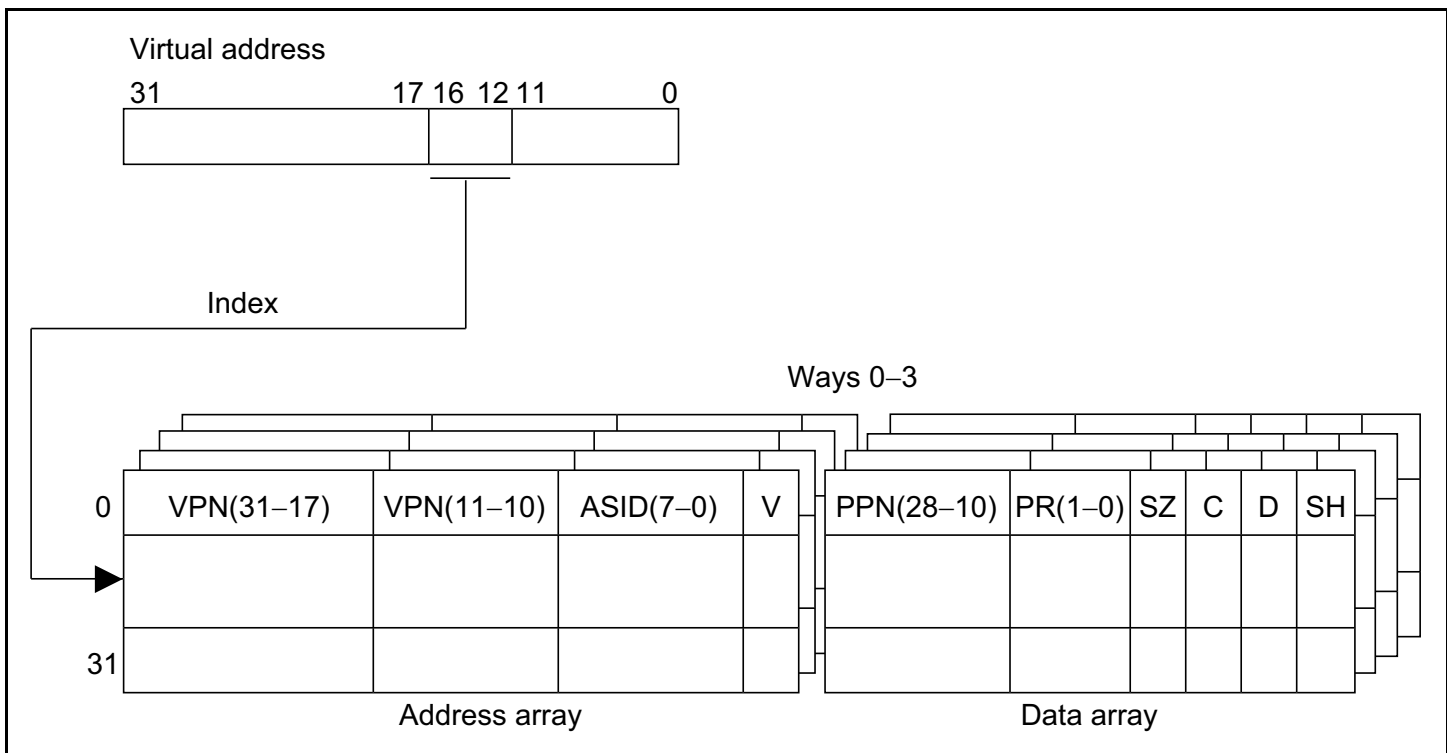 Virtual address
31 17 16 12 11 0
Index
Ways 0–3
0 VPN(31–17) VPN(11–10) ASID(7–0) V PPN(28–10) PR(1–0) SZ C D SH
31
Address array Data array